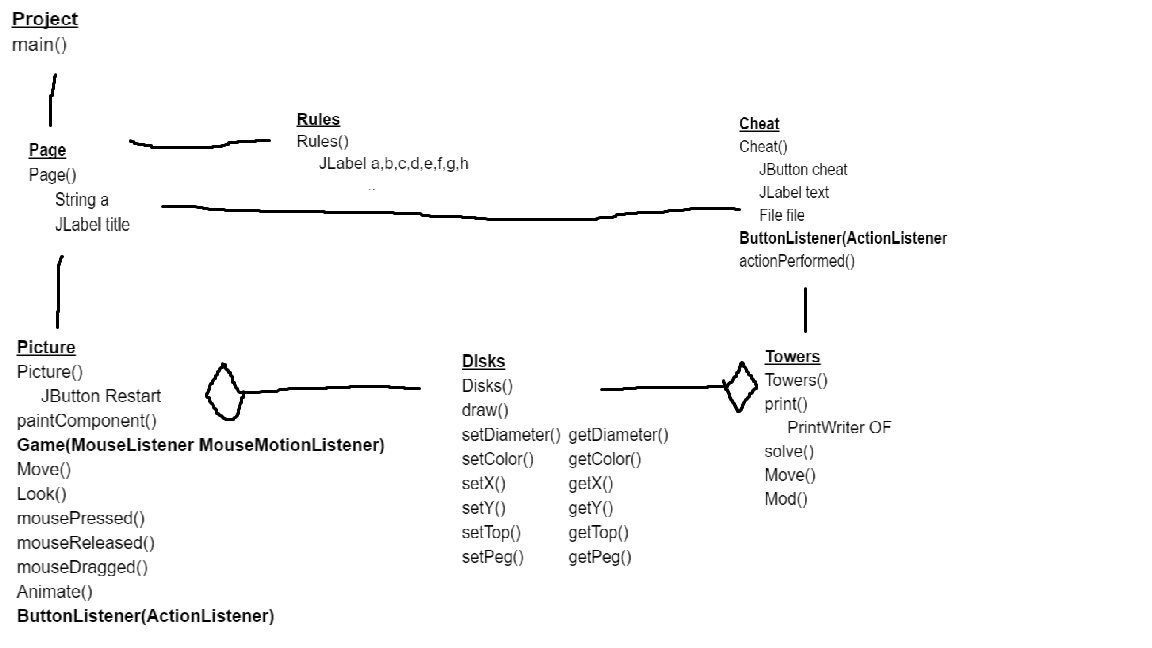 Project
main()
Page
Page()
String a
JLabel title
Rules
Rules()
JLabel a,b,c,d,e,f,g,h
..
Cheat
Cheat()
JButton cheat
JLabel text
File file
ButtonListener(ActionListener
actionPerformed()
Picture
Picture()
JButton Restart
paintComponent()
Game(MouseListener MouseMotionListener)
Move()
Look()
mousePressed()
mouseReleased()
mouseDragged()
Animate()
ButtonListener(ActionListener)
Disks
Disks()
draw()
setDiameter() getDiameter()
setColor() getColor()
setX() getX()
setY() getY()
setTop() getTop()
setPeg() getPeg()
Towers
Towers()
print()
PrintWriter OF
solve()
Move()
Mod()